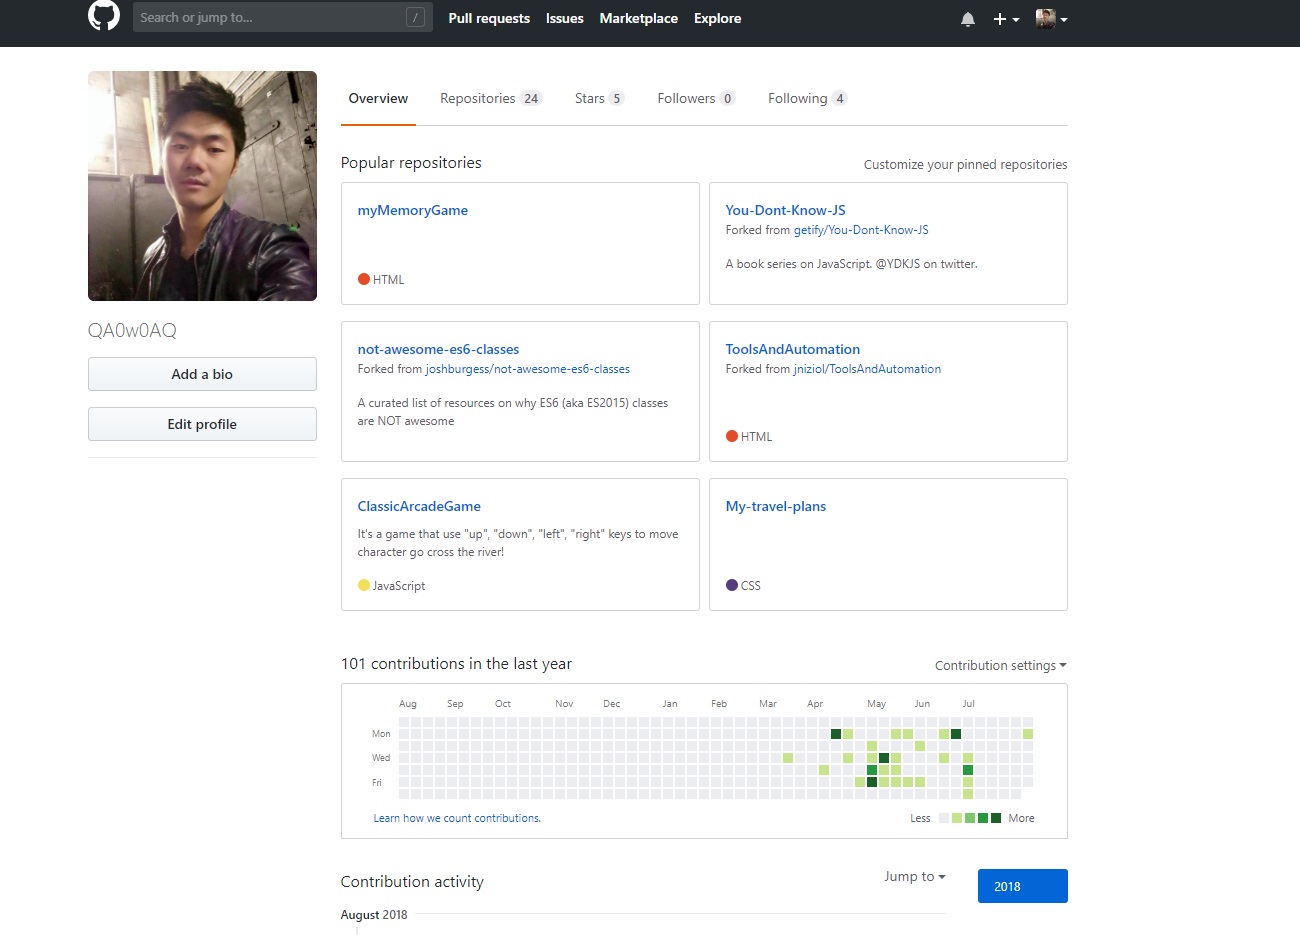 Search or jump to... /
Pull requests Issues Marketplace Explore
Overview Repositories 24 Stars 5 Followers 0 Following 4
Popular repositories
Customize your pinned repositories
myMemoryGame
HTML
You-Dont-Know-JS
Forked from getify/You-Dont-Know-JS
A book series on JavaScript. @YDKJS on twitter.
QA0w0AQ
Add a bio
Edit profile
not-awesome-es6-classes
Forked from joshburgess/not-awesome-es6-classes
A curated list of resources on why ES6 (aka ES2015) classes
are NOT awesome
ToolsAndAutomation
Forked from jniziol/ToolsAndAutomation
HTML
ClassicArcadeGame
It's a game that use "up", "down", "left", "right" keys to move
character go cross the river!
JavaScript
My-travel-plans
CSS
101 contributions in the last year
Contribution settings
Aug Sep Oct Nov Dec Jan Feb Mar Apr May Jun Jul
Mon
Wed
Fri
Learn how we count contributions.
Less More
Contribution activity
Jump to
2018
August 2018